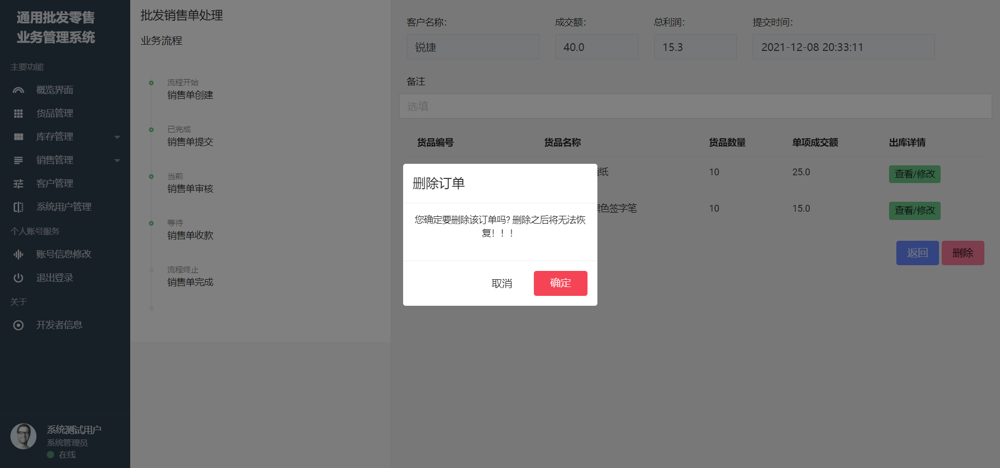 通用批发零售
业务管理系统
主要功能
概览界面
货品管理
库存管理
销售管理
客户管理
系统用户管理
个人账号服务
账号信息修改
退出登录
关于
开发者信息
系统测试用户
系统管理员
在线
批发销售单处理
业务流程
流程开始
销售单创建
已完成
销售单提交
当前
销售单审核
等待
销售单收款
流程终止
销售单完成
客户名称: 成交额: 总利润: 提交时间:
锐捷 40.0 15.3 2021-12-08 20:33:11
备注
选填
货品编号 货品名称 货品数量 单项成交额 出库详情
纸 10 25.0 查看/修改
色签字笔 10 15.0 查看/修改
返回 删除
删除订单
您确定要删除该订单吗? 删除之后将无法恢
复! ! !
取消 确定